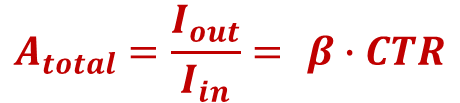 A_total = I_out / I_in = β · CTR